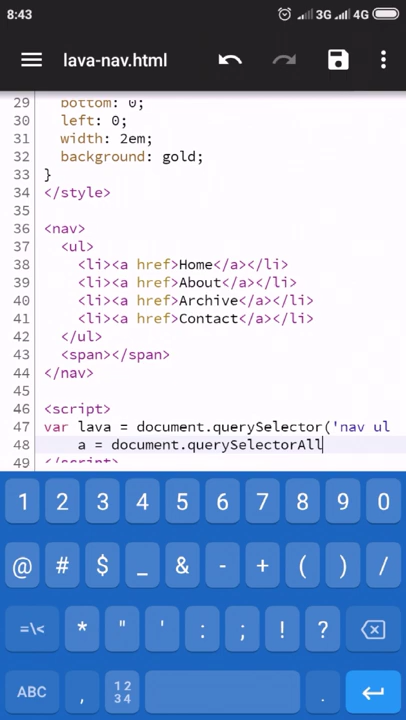 8:43 3G 4G
lava-nav.html
29 bottom: 0;
30 left: 0;
31 width: 2em;
32 background: gold;
33 }
34 </style>
35
36 <nav>
37 <ul>
38 <li><a href>Home</a></li>
39 <li><a href>About</a></li>
40 <li><a href>Archive</a></li>
41 <li><a href>Contact</a></li>
42 </ul>
43 <span></span>
44 </nav>
45
46 <script>
47 var lava = document.querySelector('nav ul
48 a = document.querySelectorAll
49 </script>
1 2 3 4 5 6 7 8 9 0
@ # $ _ & - + ( ) /
=\< * " ' : ; ! ?
ABC , 12 .
34